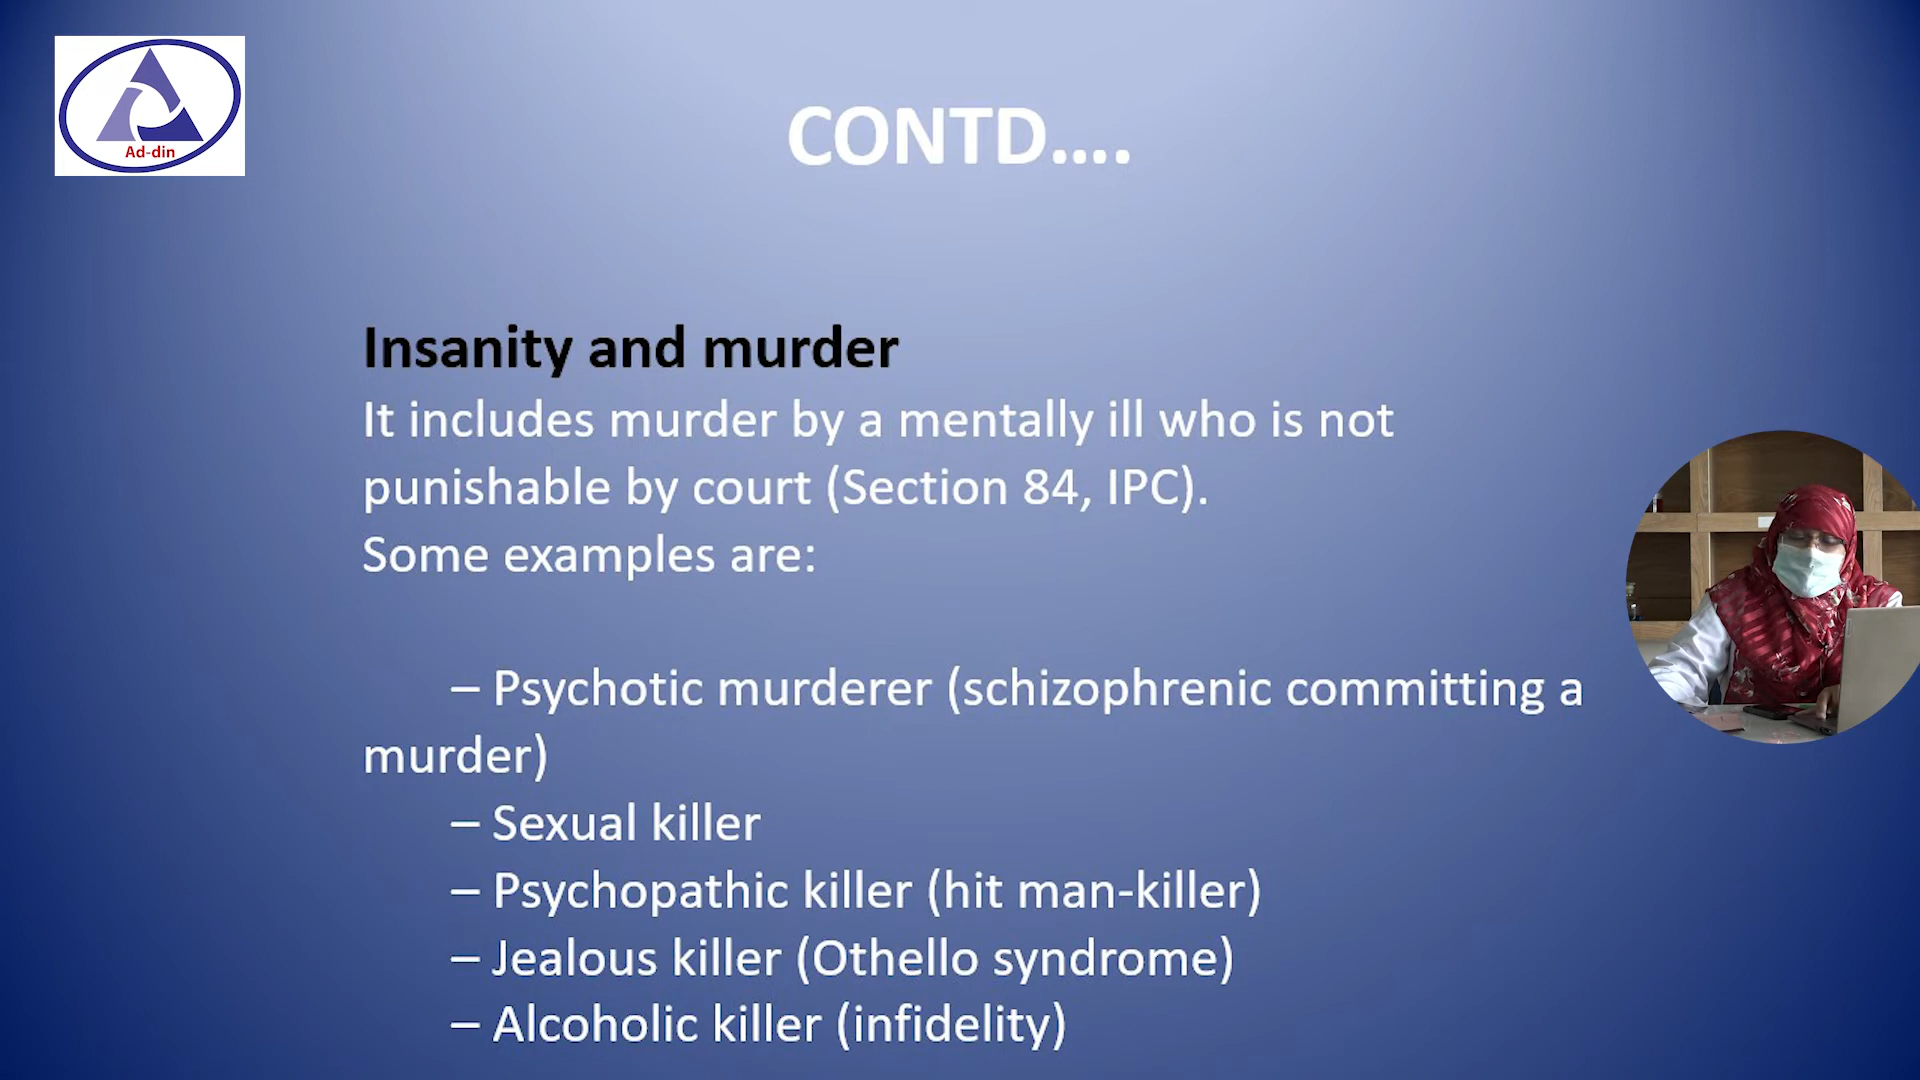 Ad-din
CONTD....
Insanity and murder
It includes murder by a mentally ill who is not
punishable by court (Section 84, IPC).
Some examples are:
– Psychotic murderer (schizophrenic committing a
murder)
– Sexual killer
– Psychopathic killer (hit man-killer)
– Jealous killer (Othello syndrome)
– Alcoholic killer (infidelity)